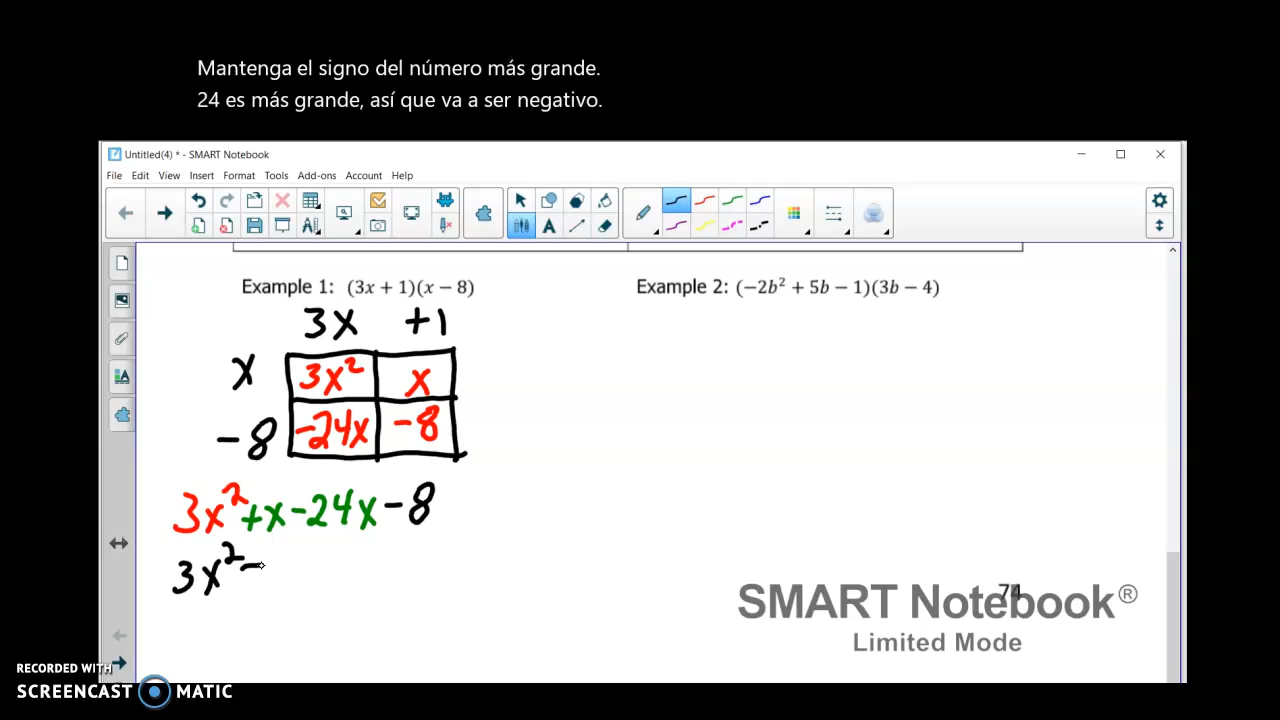 Mantenga el signo del número más grande.
24 es más grande, así que va a ser negativo.
Untitled(4) * - SMART Notebook
File Edit View Insert Format Tools Add-ons Account Help
Example 1: (3x + 1)(x − 8)
Example 2: (−2b² + 5b − 1)(3b − 4)
3x +1
x 3x² x
-8 -24x -8
3x²+x-24x-8
3x²-
74
SMART Notebook®
Limited Mode
RECORDED WITH
SCREENCAST MATIC